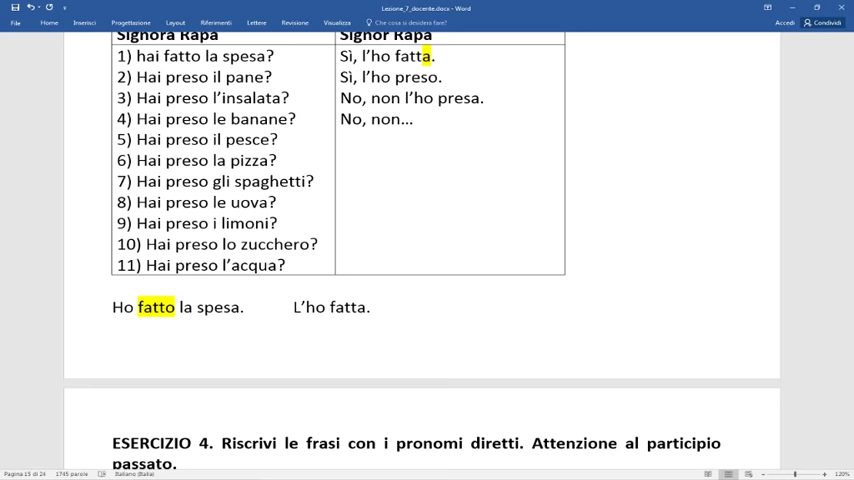 Lezione_7_docente.docx - Word
File Home Inserisci Progettazione Layout Riferimenti Lettere Revisione Visualizza Che cosa si desidera fare? Accedi Condividi
Signora Rapa Signor Rapa
1) hai fatto la spesa? Sì, l'ho fatta.
2) Hai preso il pane? Sì, l'ho preso.
3) Hai preso l'insalata? No, non l'ho presa.
4) Hai preso le banane? No, non...
5) Hai preso il pesce?
6) Hai preso la pizza?
7) Hai preso gli spaghetti?
8) Hai preso le uova?
9) Hai preso i limoni?
10) Hai preso lo zucchero?
11) Hai preso l'acqua?
Ho fatto la spesa. L'ho fatta.
ESERCIZIO 4. Riscrivi le frasi con i pronomi diretti. Attenzione al participio
passato.
Pagina 15 di 24 1745 parole Italiano (Italia) 120%